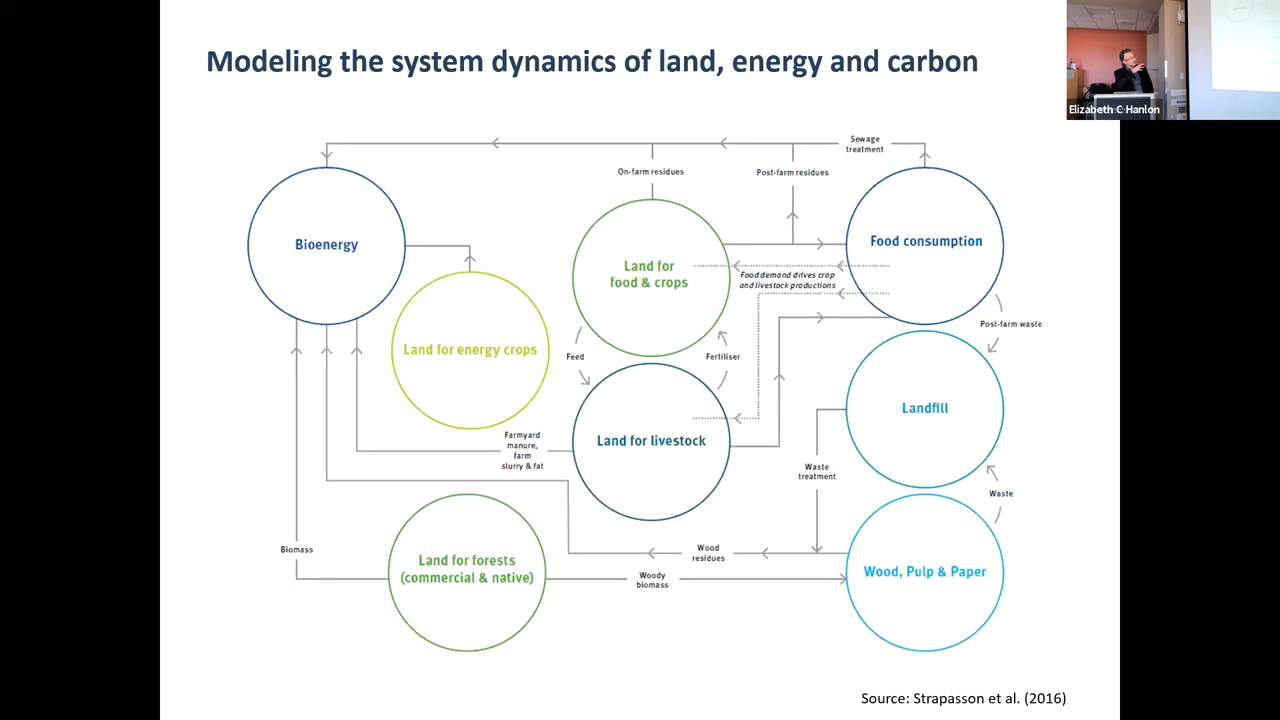 Modeling the system dynamics of land, energy and carbon
Elizabeth C Hanlon
Sewage
treatment
On-farm residues
Post-farm residues
Bioenergy
Land for
food & crops
Food consumption
Food demand drives crop
and livestock productions
Land for energy crops
Feed
Fertiliser
Post-farm waste
Landfill
Land for livestock
Farmyard
manure,
farm
slurry & fat
Waste
treatment
Waste
Biomass
Land for forests
(commercial & native)
Wood
residues
Woody
biomass
Wood, Pulp & Paper
Source: Strapasson et al. (2016)